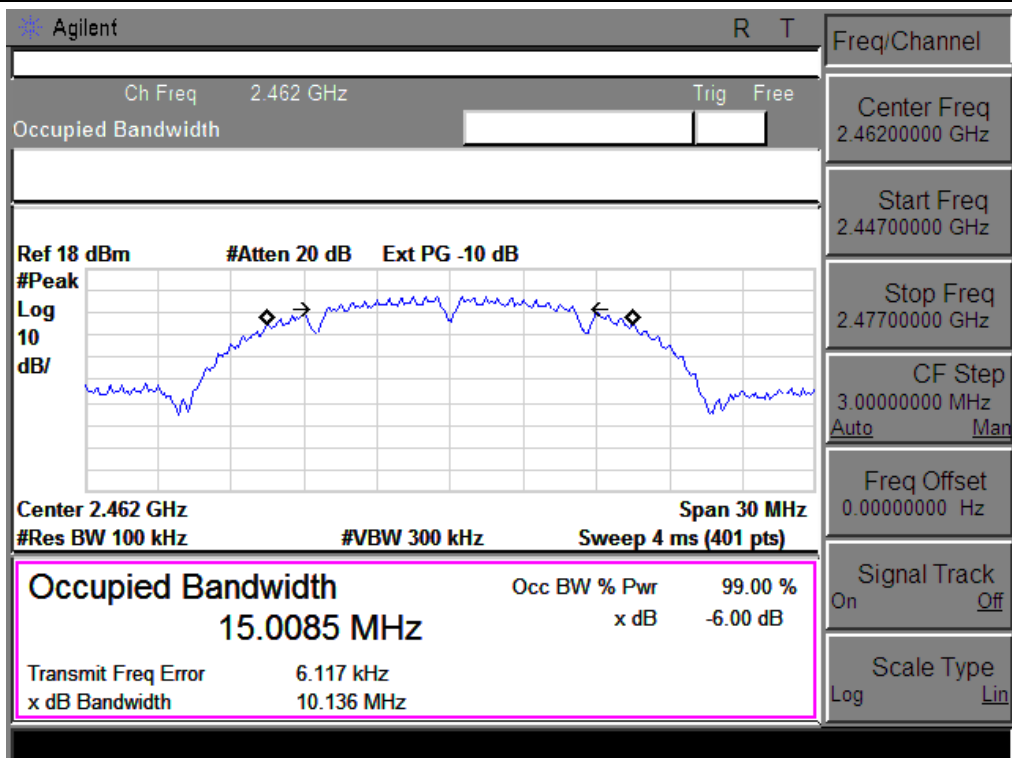 Agilent R T
Ch Freq 2.462 GHz Trig Free
Occupied Bandwidth
Ref 18 dBm #Atten 20 dB Ext PG -10 dB
#Peak
Log
10
dB/
Center 2.462 GHz Span 30 MHz
#Res BW 100 kHz #VBW 300 kHz Sweep 4 ms (401 pts)
Occupied Bandwidth
15.0085 MHz
Occ BW % Pwr 99.00 %
x dB -6.00 dB
Transmit Freq Error 6.117 kHz
x dB Bandwidth 10.136 MHz
Freq/Channel
Center Freq
2.46200000 GHz
Start Freq
2.44700000 GHz
Stop Freq
2.47700000 GHz
CF Step
3.00000000 MHz
Auto Man
Freq Offset
0.00000000 Hz
Signal Track
On Off
Scale Type
Log Lin